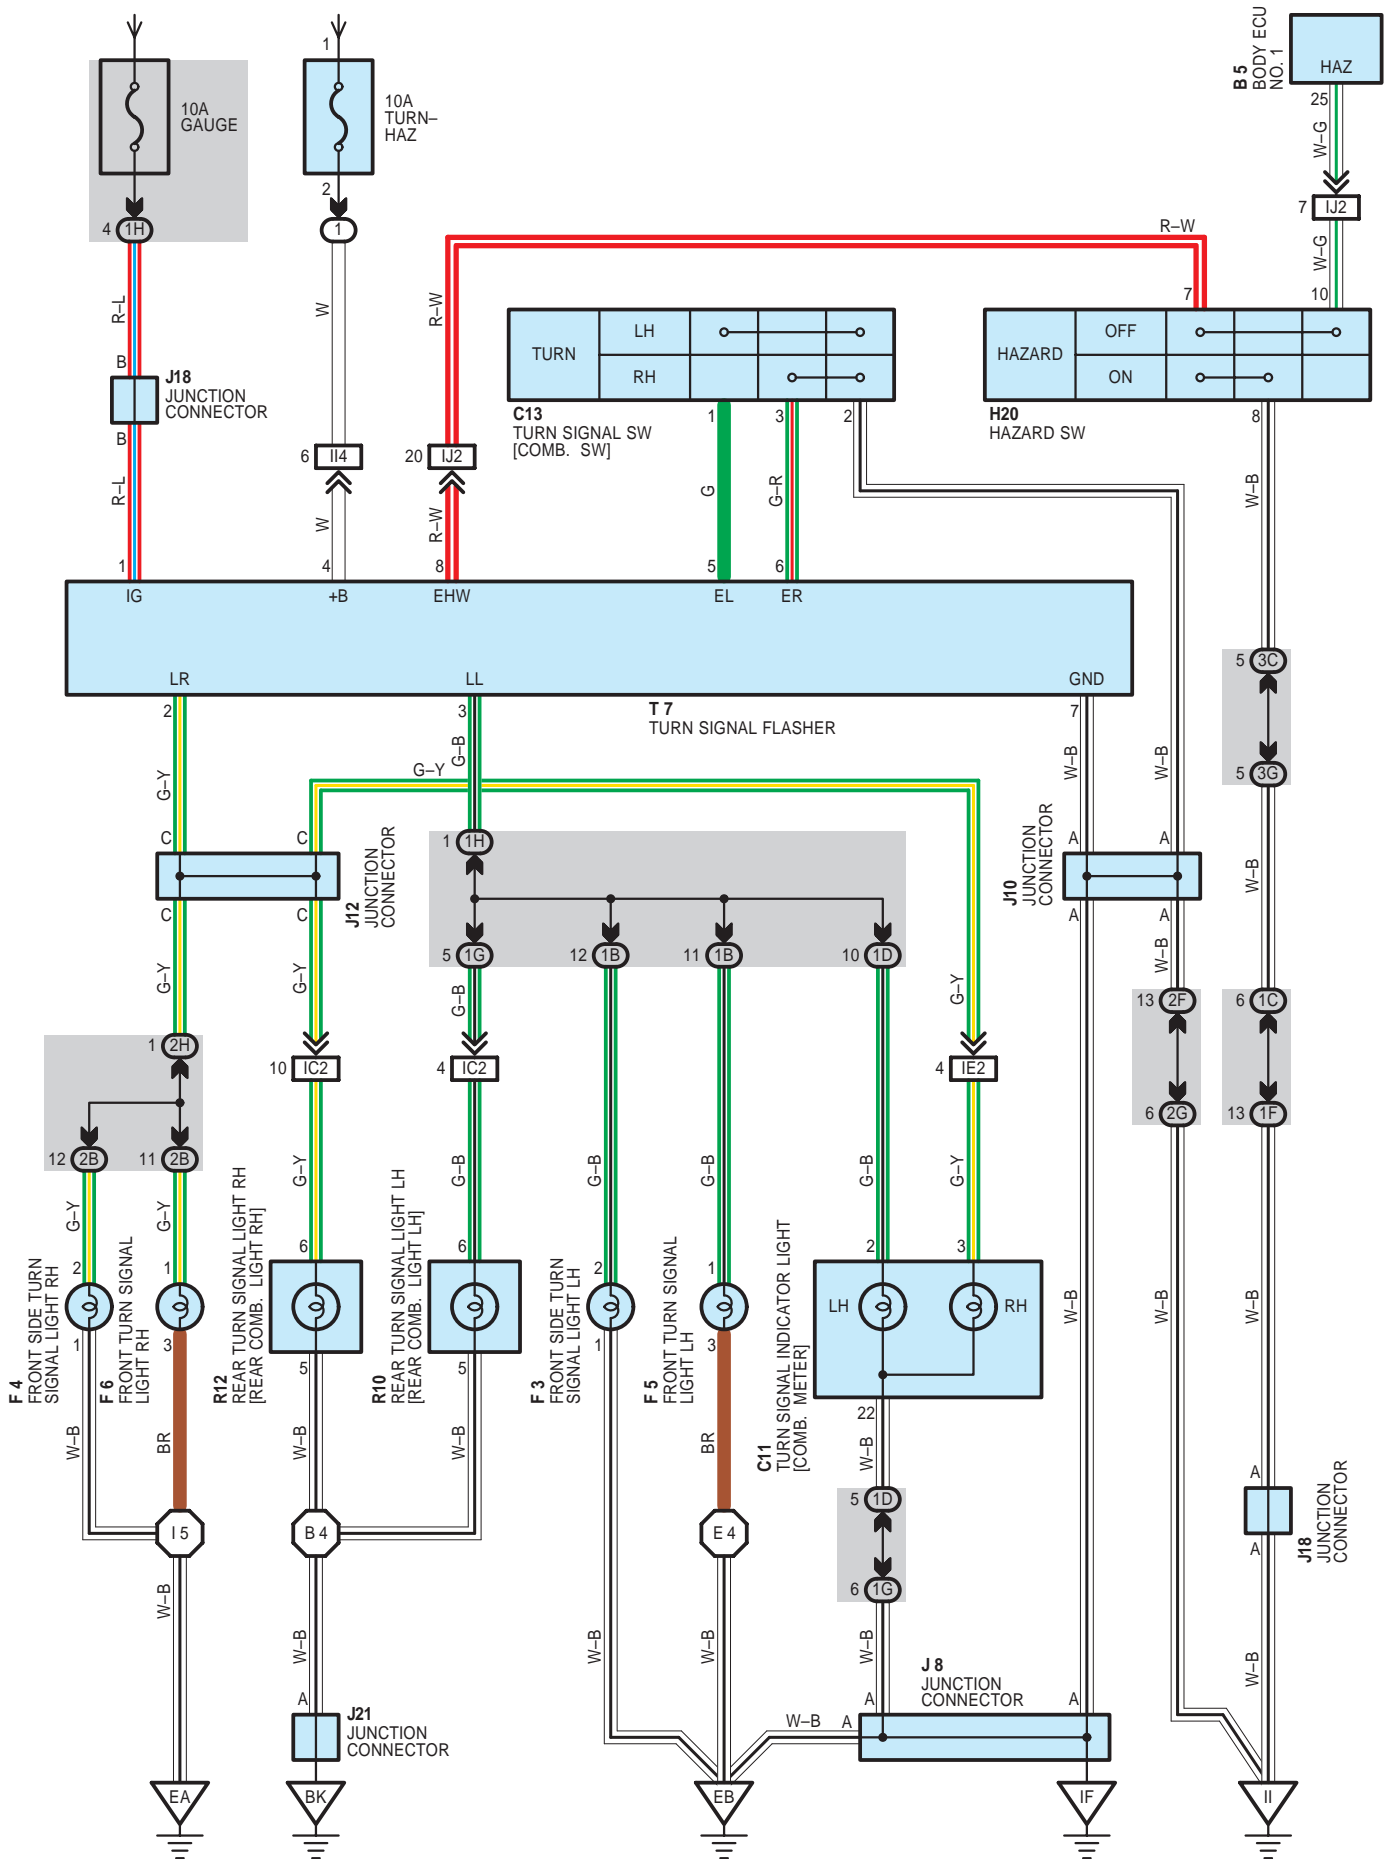 10A
GAUGE
4
1H
R–L
B
J18
JUNCTION
CONNECTOR
B
R–L
1
1
10A
TURN–
HAZ
2
1
W
6
II4
W
4
R–W
R–W
20
IJ2
R–W
8
TURN
LH
RH
C13
TURN SIGNAL SW
[COMB. SW]
1
3
2
G
G–R
5
6
B 5
BODY ECU
NO. 1
HAZ
25
W–G
7
IJ2
W–G
7
10
HAZARD
OFF
ON
H20
HAZARD SW
8
W–B
IG
+B
EHW
EL
ER
LR
LL
GND
T 7
TURN SIGNAL FLASHER
2
3
7
G–Y
G–B
G–Y
W–B
W–B
5
3C
5
3G
W–B
C
C
J12
JUNCTION
CONNECTOR
C
C
G–Y
G–Y
1
1H
5
1G
12
1B
11
1B
10
1D
G–B
G–Y
A
A
J10
JUNCTION
CONNECTOR
A
A
W–B
13
2F
6
2G
6
1C
13
1F
1
2H
12
2B
11
2B
10
IC2
4
IC2
4
IE2
G–Y
G–Y
G–Y
G–B
G–B
G–B
G–B
G–Y
2
1
6
6
2
1
2
3
F 4
FRONT SIDE TURN
SIGNAL LIGHT RH
1
F 6
FRONT TURN SIGNAL
LIGHT RH
3
R12
REAR TURN SIGNAL LIGHT RH
[REAR COMB. LIGHT RH]
5
R10
REAR TURN SIGNAL LIGHT LH
[REAR COMB. LIGHT LH]
5
F 3
FRONT SIDE TURN
SIGNAL LIGHT LH
1
F 5
FRONT TURN SIGNAL
LIGHT LH
3
C11
TURN SIGNAL INDICATOR LIGHT
[COMB. METER]
LH
RH
22
W–B
W–B
W–B
W–B
BR
W–B
W–B
BR
W–B
I 5
B 4
E 4
5
1D
6
1G
A
J18
JUNCTION
CONNECTOR
A
W–B
W–B
W–B
W–B
W–B
A
J21
JUNCTION
CONNECTOR
W–B
A
A
A
J 8
JUNCTION
CONNECTOR
EA
BK
EB
IF
II